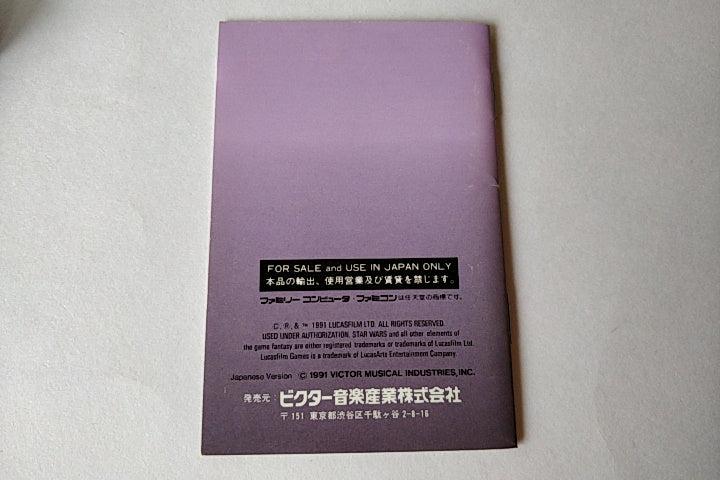 FOR SALE and USE IN JAPAN ONLY
本品の輸出、使用営業及び賃貸を禁じます。
ファミリーコンピュータ・ファミコンは任天堂の商標です。
©, ®, & ™ 1991 LUCASFILM LTD. ALL RIGHTS RESERVED.
USED UNDER AUTHORIZATION. STAR WARS and all other elements of
the game fantasy are either registered trademarks or trademarks of Lucasfilm Ltd.
Lucasfilm Games is a trademark of LucasArts Entertainment Company.
Japanese Version © 1991 VICTOR MUSICAL INDUSTRIES, INC.
発売元: ビクター音楽産業株式会社
〒151 東京都渋谷区千駄ヶ谷2-8-16